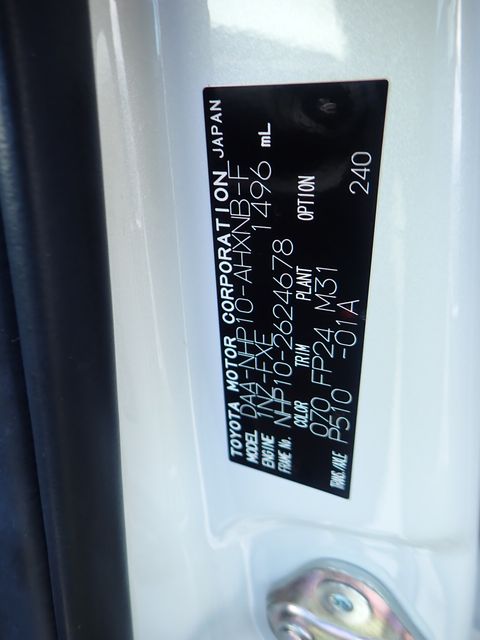 TOYOTA MOTOR CORPORATION JAPAN
MODEL DAA-NHP10-AHXNB-F
ENGINE 1NZ-FXE 1496 mL
FRAME No. NHP10-2624678
COLOR TRIM PLANT OPTION
070 FP24 M31 240
TRANS./AXLE P510 -01A